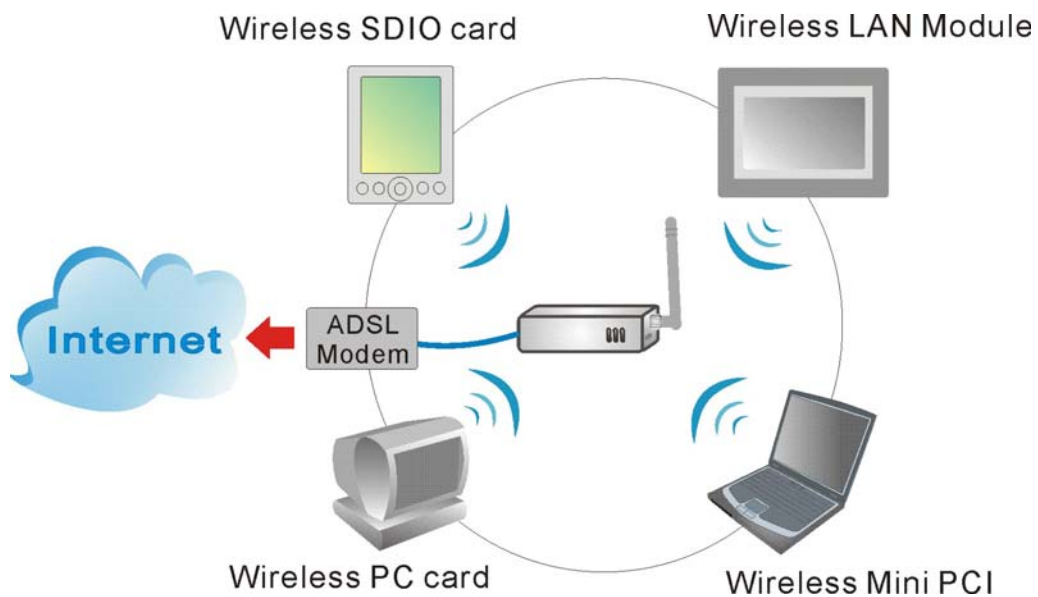 Wireless SDIO card
Wireless LAN Module
Internet
ADSL
Modem
Wireless PC card
Wireless Mini PCI